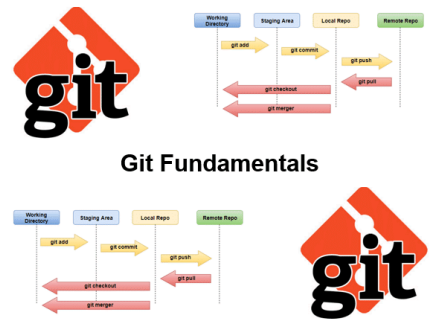 git
Working Directory
Staging Area
Local Repo
Remote Repo
git add
git commit
git push
git pull
git checkout
git merger
Git Fundamentals
Working Directory
Staging Area
Local Repo
Remote Repo
git add
git commit
git push
git pull
git checkout
git merger
git